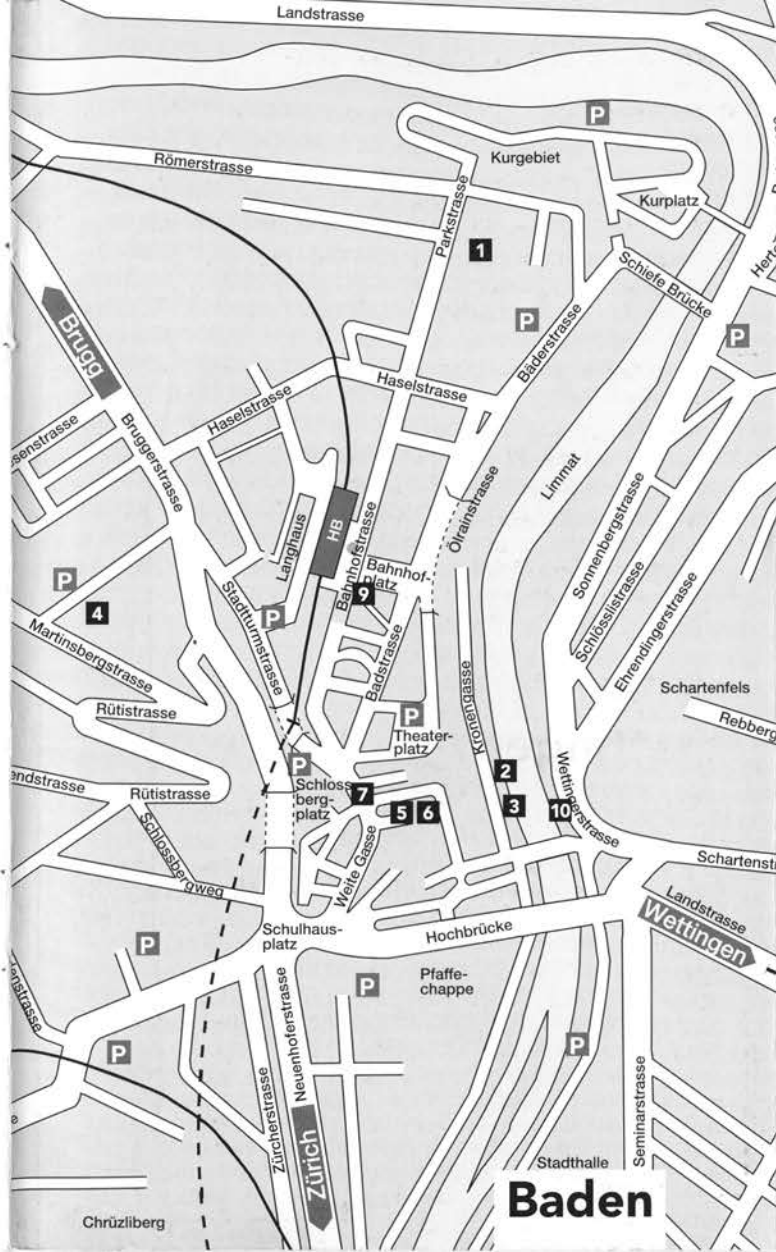 Landstrasse
P
Kurgebiet
Römerstrasse
Kurplatz
Parkstrasse
1
Schiefe Brücke
P
P
Brugg
Bäderstrasse
Haselstrasse
Haselstrasse
Bruggerstrasse
Limmat
HB
Langhaus
Ölrainstrasse
Sonnenbergstrasse
Bahnhofstrasse
Bahnhof-
platz
P
9
4
Stadtturmstrasse
P
Schlösslistrasse
Martinsbergstrasse
Badstrasse
Ehrendingerstrasse
Kronengasse
Schartenfels
Rütistrasse
P
Rebberg
Theater-
platz
P
2
Wettingerstrasse
Rütistrasse
Schloss
berg-
platz
7
5
6
3
10
Schlossbergweg
Weite Gasse
Landstrasse
Wettingen
Schulhaus-
platz
Hochbrücke
P
Pfaffe-
chappe
P
P
P
Neuenhoferstrasse
Zürcherstrasse
Seminarstrasse
Zürich
Stadthalle
Baden
Chrüzliberg